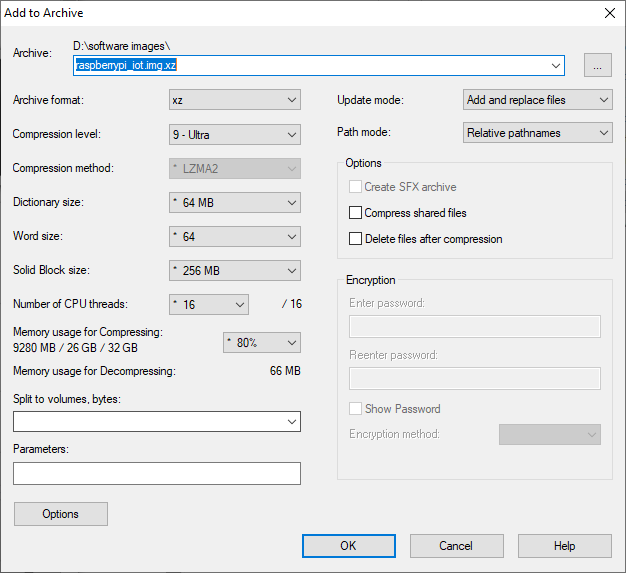 Add to Archive
Archive:
D:\software images\
raspberrypi_iot.img.xz
...
Archive format:
xz
Compression level:
9 - Ultra
Compression method:
* LZMA2
Dictionary size:
* 64 MB
Word size:
* 64
Solid Block size:
* 256 MB
Number of CPU threads:
* 16
/ 16
Memory usage for Compressing:
9280 MB / 26 GB / 32 GB
* 80%
Memory usage for Decompressing:
66 MB
Split to volumes, bytes:
Parameters:
Options
Update mode:
Add and replace files
Path mode:
Relative pathnames
Options
Create SFX archive
Compress shared files
Delete files after compression
Encryption
Enter password:
Reenter password:
Show Password
Encryption method:
OK
Cancel
Help